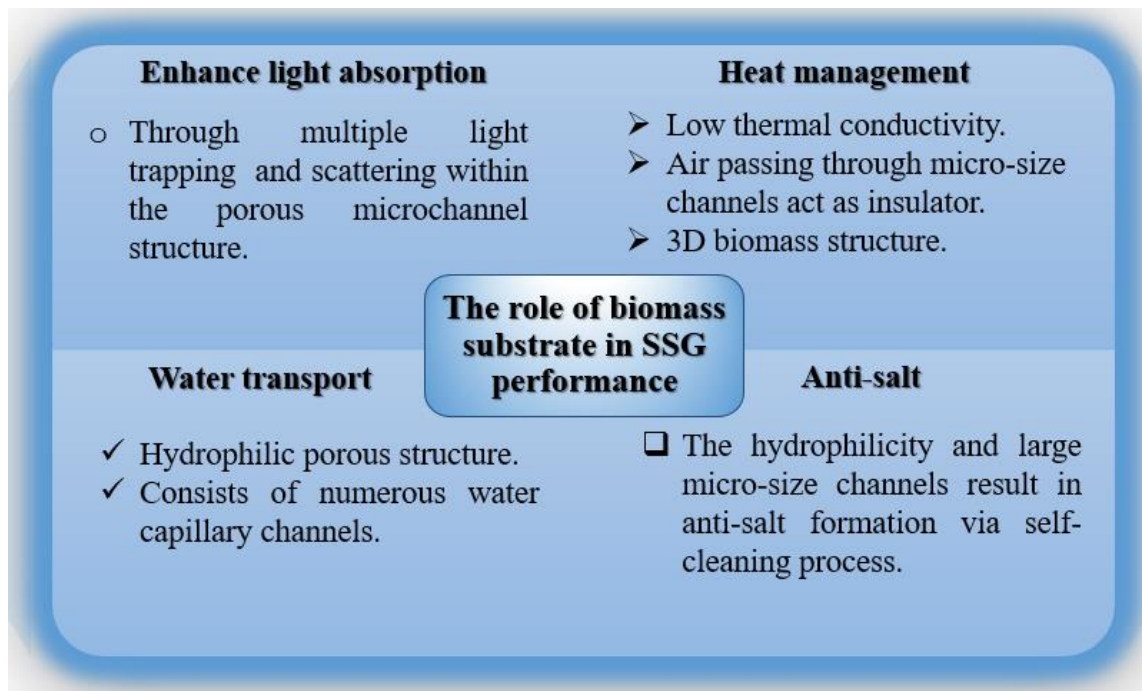 Enhance light absorption
○ Through multiple light
trapping and scattering within
the porous microchannel
structure.
Heat management
➢ Low thermal conductivity.
➢ Air passing through micro-size
channels act as insulator.
➢ 3D biomass structure.
The role of biomass
substrate in SSG
performance
Water transport
✓ Hydrophilic porous structure.
✓ Consists of numerous water
capillary channels.
Anti-salt
❑ The hydrophilicity and large
micro-size channels result in
anti-salt formation via self-
cleaning process.